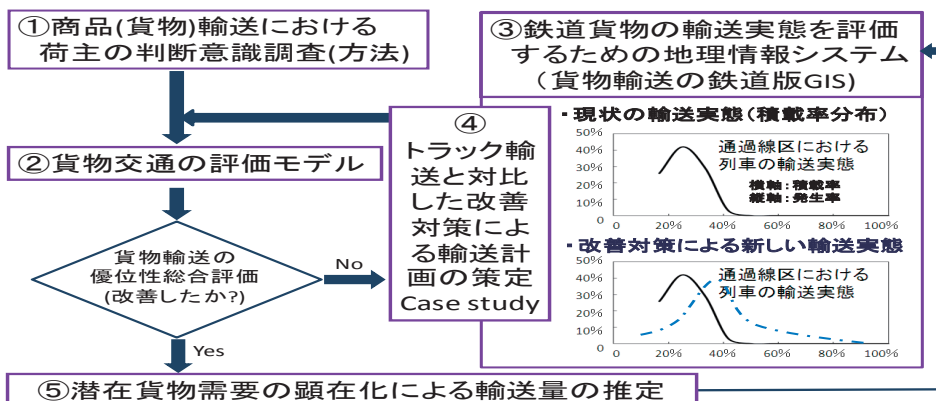 ①商品(貨物)輸送における
荷主の判断意識調査(方法)
②貨物交通の評価モデル
貨物輸送の
優位性総合評価
(改善したか?)
No
Yes
④
トラック輸
送と対比
した改善
対策によ
る輸送計
画の策定
Case study
③鉄道貨物の輸送実態を評価
するための地理情報システム
(貨物輸送の鉄道版GIS)
・現状の輸送実態(積載率分布)
50%
40%
30%
20%
10%
0
通過線区における
列車の輸送実態
横軸:積載率
縦軸:発生率
0 20% 40% 60% 80% 100%
・改善対策による新しい輸送実態
50%
40%
30%
20%
10%
0
通過線区における
列車の輸送実態
0 20% 40% 60% 80% 100%
⑤潜在貨物需要の顕在化による輸送量の推定